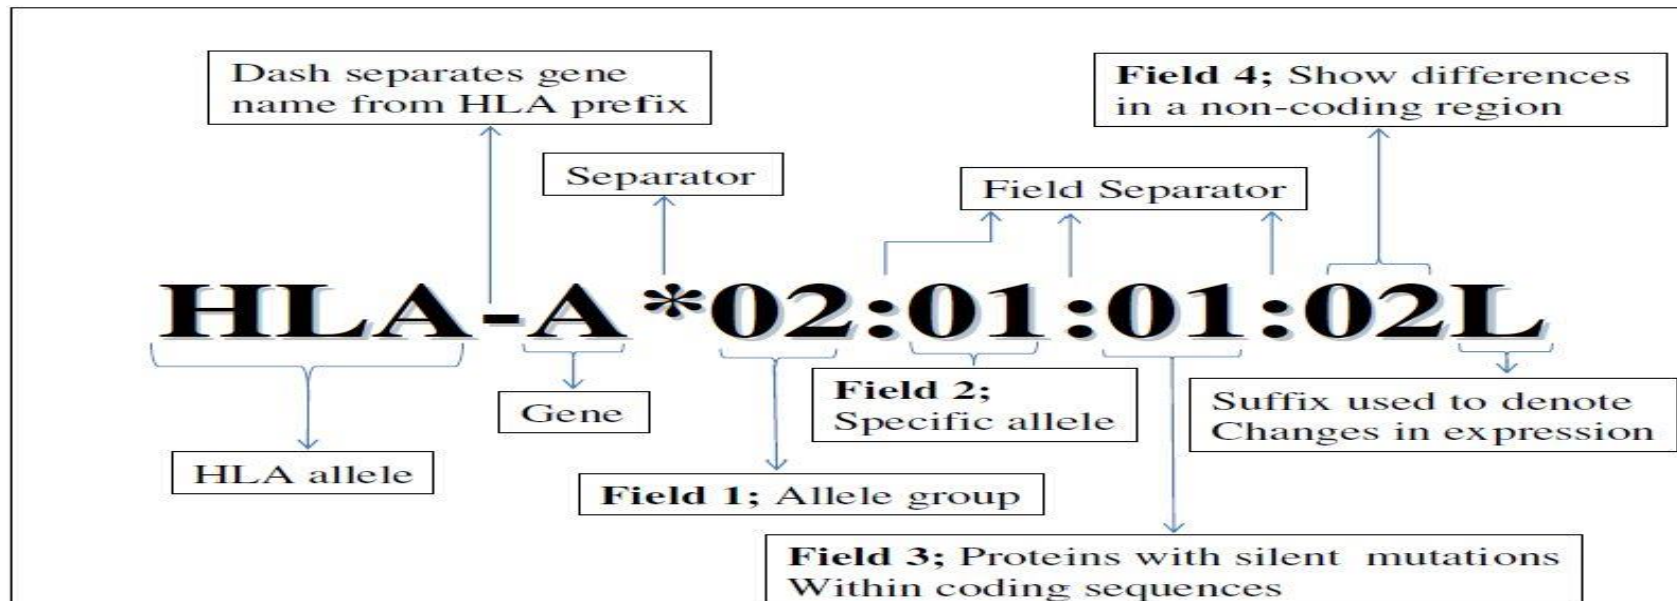 Dash separates gene
name from HLA prefix
Field 4; Show differences
in a non-coding region
Separator
Field Separator
HLA-A*02:01:01:02L
Gene
Field 2;
Specific allele
Suffix used to denote
Changes in expression
HLA allele
Field 1; Allele group
Field 3; Proteins with silent mutations
Within coding sequences